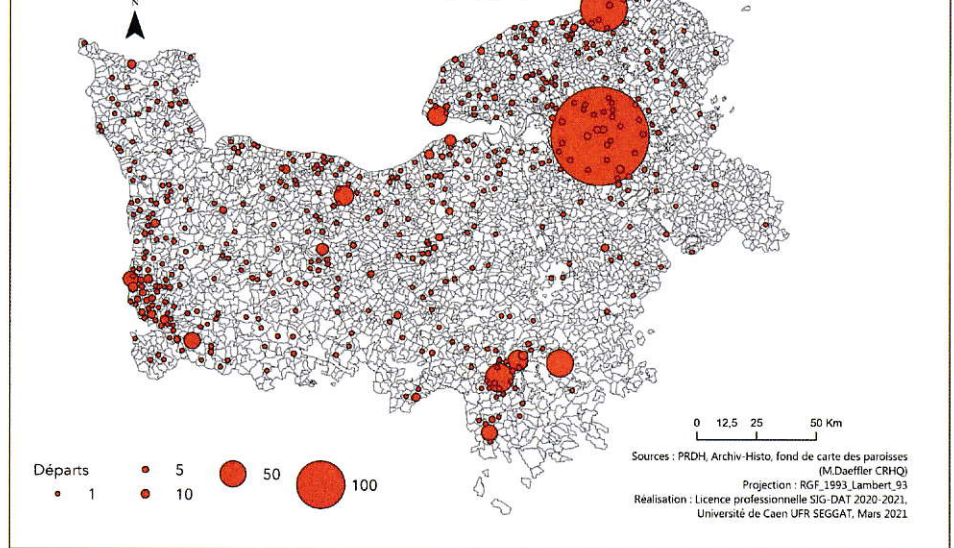 N
0 12,5 25 50 Km
Départs
1
5
10
50
100
Sources : PRDH, Archiv-Histo, fond de carte des paroisses
(M.Daeffler CRHQ)
Projection : RGF_1993_Lambert_93
Réalisation : Licence professionnelle SIG-DAT 2020-2021,
Université de Caen UFR SEGGAT, Mars 2021